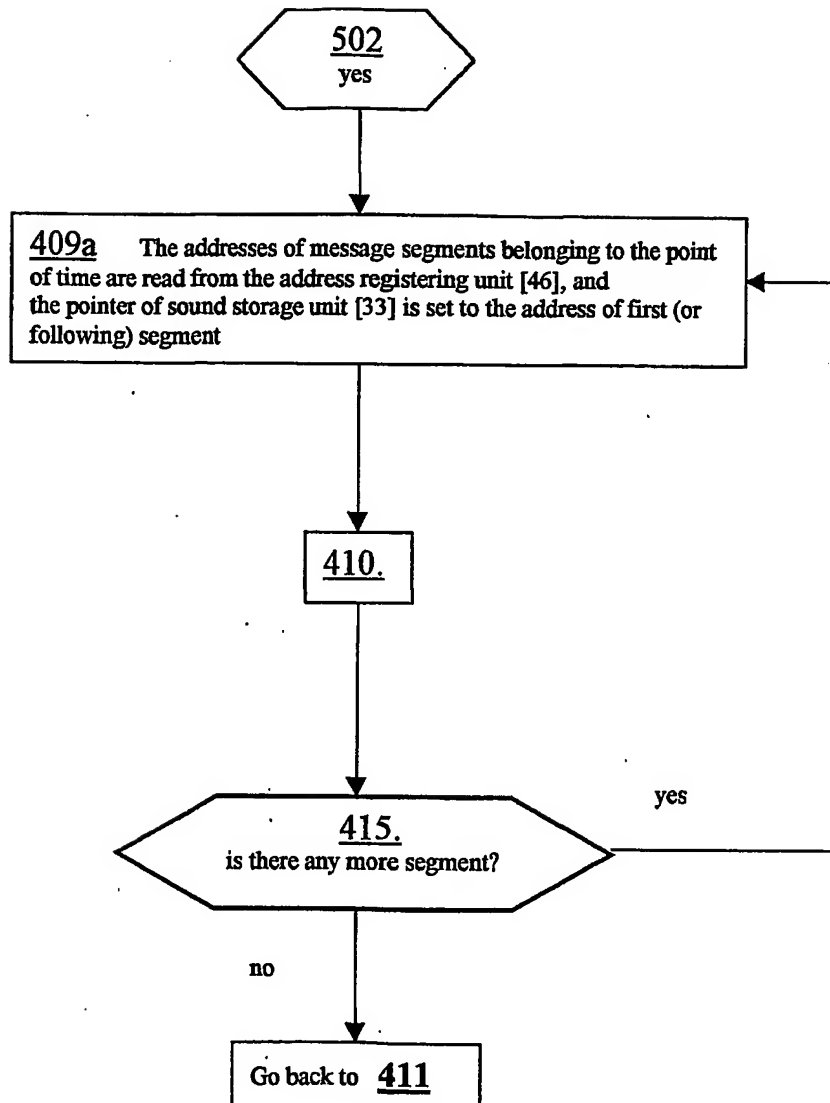 502
yes
409a The addresses of message segments belonging to the point
of time are read from the address registering unit [46], and
the pointer of sound storage unit [33] is set to the address of first (or
following) segment
410.
415.
is there any more segment?
yes
no
Go back to 411